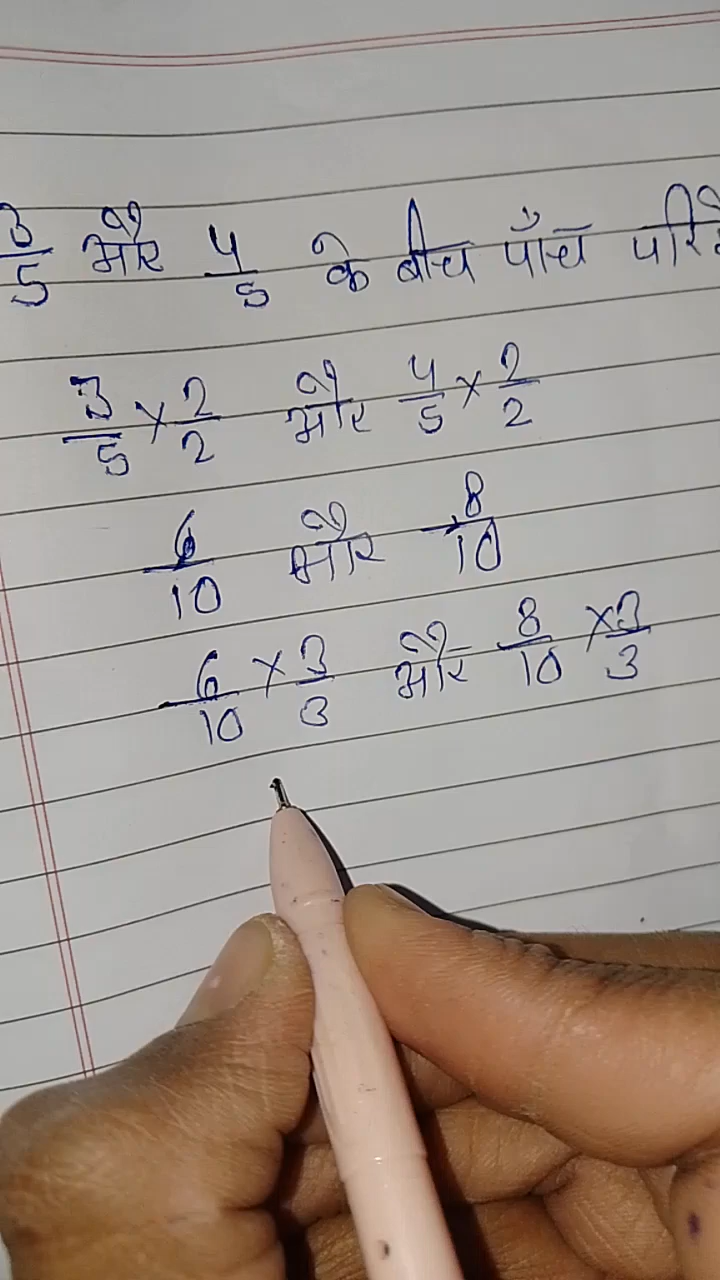 3/5 और 4/5 के बीच पाँच
3/5 × 2/2 और 4/5 × 2/2
6/10 और 8/10
6/10 × 3/3 और 8/10 × 3/3